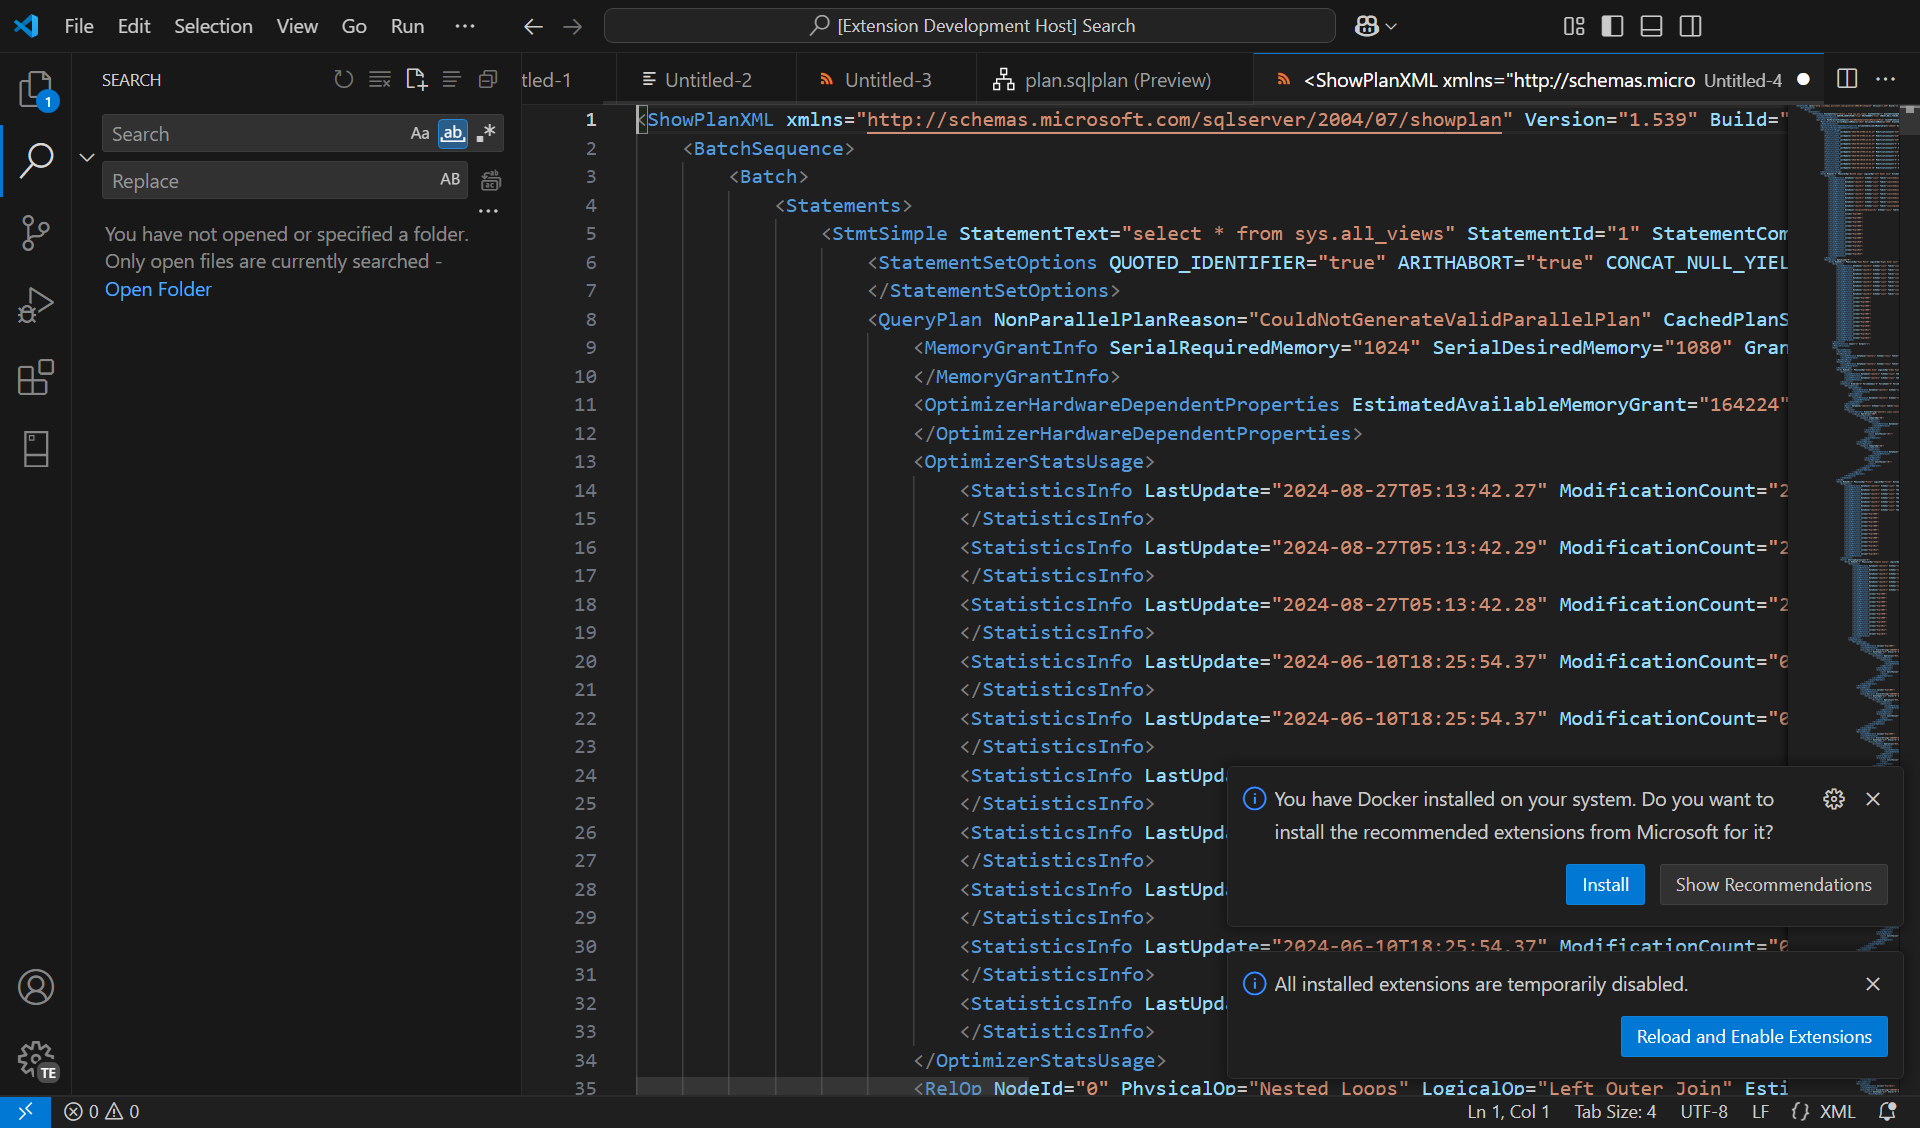 File Edit Selection View Go Run ...
[Extension Development Host] Search
SEARCH
Search Aa ab
Replace AB
You have not opened or specified a folder.
Only open files are currently searched -
Open Folder
1
TE
tled-1 Untitled-2 Untitled-3 plan.sqlplan (Preview) <ShowPlanXML xmlns="http://schemas.micro Untitled-4
1 <ShowPlanXML xmlns="http://schemas.microsoft.com/sqlserver/2004/07/showplan" Version="1.539" Build="
2 <BatchSequence>
3 <Batch>
4 <Statements>
5 <StmtSimple StatementText="select * from sys.all_views" StatementId="1" StatementCom
6 <StatementSetOptions QUOTED_IDENTIFIER="true" ARITHABORT="true" CONCAT_NULL_YIEL
7 </StatementSetOptions>
8 <QueryPlan NonParallelPlanReason="CouldNotGenerateValidParallelPlan" CachedPlanS
9 <MemoryGrantInfo SerialRequiredMemory="1024" SerialDesiredMemory="1080" Gran
10 </MemoryGrantInfo>
11 <OptimizerHardwareDependentProperties EstimatedAvailableMemoryGrant="164224"
12 </OptimizerHardwareDependentProperties>
13 <OptimizerStatsUsage>
14 <StatisticsInfo LastUpdate="2024-08-27T05:13:42.27" ModificationCount="2
15 </StatisticsInfo>
16 <StatisticsInfo LastUpdate="2024-08-27T05:13:42.29" ModificationCount="2
17 </StatisticsInfo>
18 <StatisticsInfo LastUpdate="2024-08-27T05:13:42.28" ModificationCount="2
19 </StatisticsInfo>
20 <StatisticsInfo LastUpdate="2024-06-10T18:25:54.37" ModificationCount="0
21 </StatisticsInfo>
22 <StatisticsInfo LastUpdate="2024-06-10T18:25:54.37" ModificationCount="0
23 </StatisticsInfo>
24 <StatisticsInfo LastUpda
25 </StatisticsInfo>
26 <StatisticsInfo LastUpda
27 </StatisticsInfo>
28 <StatisticsInfo LastUpda
29 </StatisticsInfo>
30 <StatisticsInfo LastUpdate="2024-06-10T18:25:54.37" ModificationCount="0
31 </StatisticsInfo>
32 <StatisticsInfo LastUpda
33 </StatisticsInfo>
34 </OptimizerStatsUsage>
35 <RelOp NodeId="0" PhysicalOp="Nested Loops" LogicalOp="Left Outer Join" Esti
You have Docker installed on your system. Do you want to
install the recommended extensions from Microsoft for it?
Install Show Recommendations
All installed extensions are temporarily disabled.
Reload and Enable Extensions
0 0 Ln 1, Col 1 Tab Size: 4 UTF-8 LF {} XML